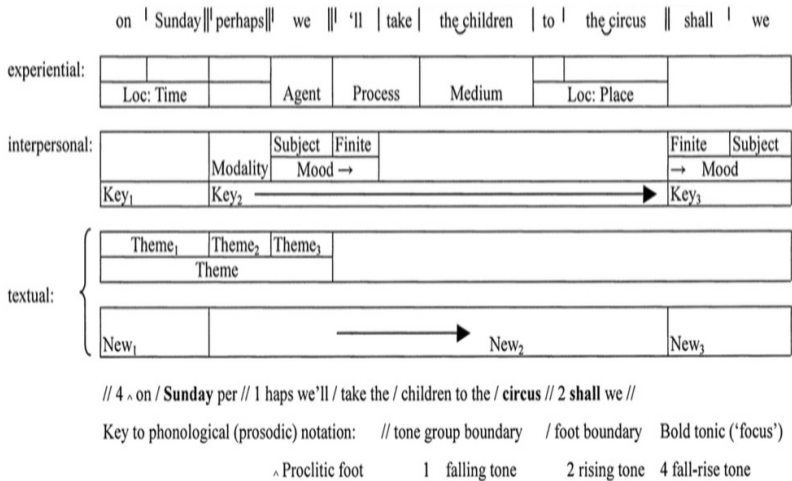 on Sunday perhaps we 'll take the children to the circus shall we
experiential:
Loc: Time Agent Process Medium Loc: Place
interpersonal:
Subject Finite Finite Subject
Modality Mood → → Mood
Key₁ Key₂ Key₃
Theme₁ Theme₂ Theme₃
Theme
textual:
New₁ New₂ New₃
// 4 ‸ on / Sunday per // 1 haps we'll / take the / children to the / circus // 2 shall we //
Key to phonological (prosodic) notation: // tone group boundary / foot boundary Bold tonic ('focus')
‸ Proclitic foot 1 falling tone 2 rising tone 4 fall-rise tone